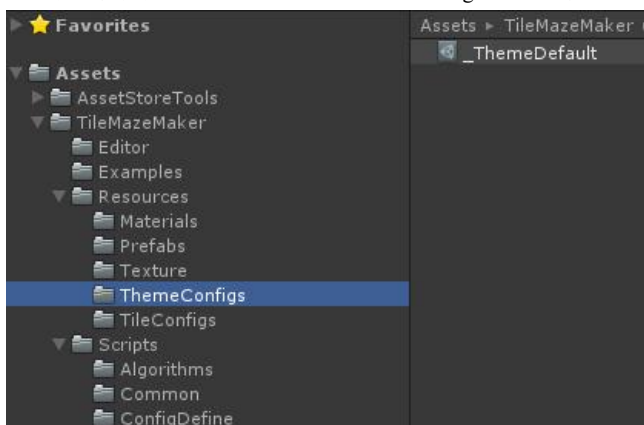 Favorites
Assets ▸ TileMazeMaker
_ThemeDefault
Assets
AssetStoreTools
TileMazeMaker
Editor
Examples
Resources
Materials
Prefabs
Texture
ThemeConfigs
TileConfigs
Scripts
Algorithms
Common
ConfigDefine